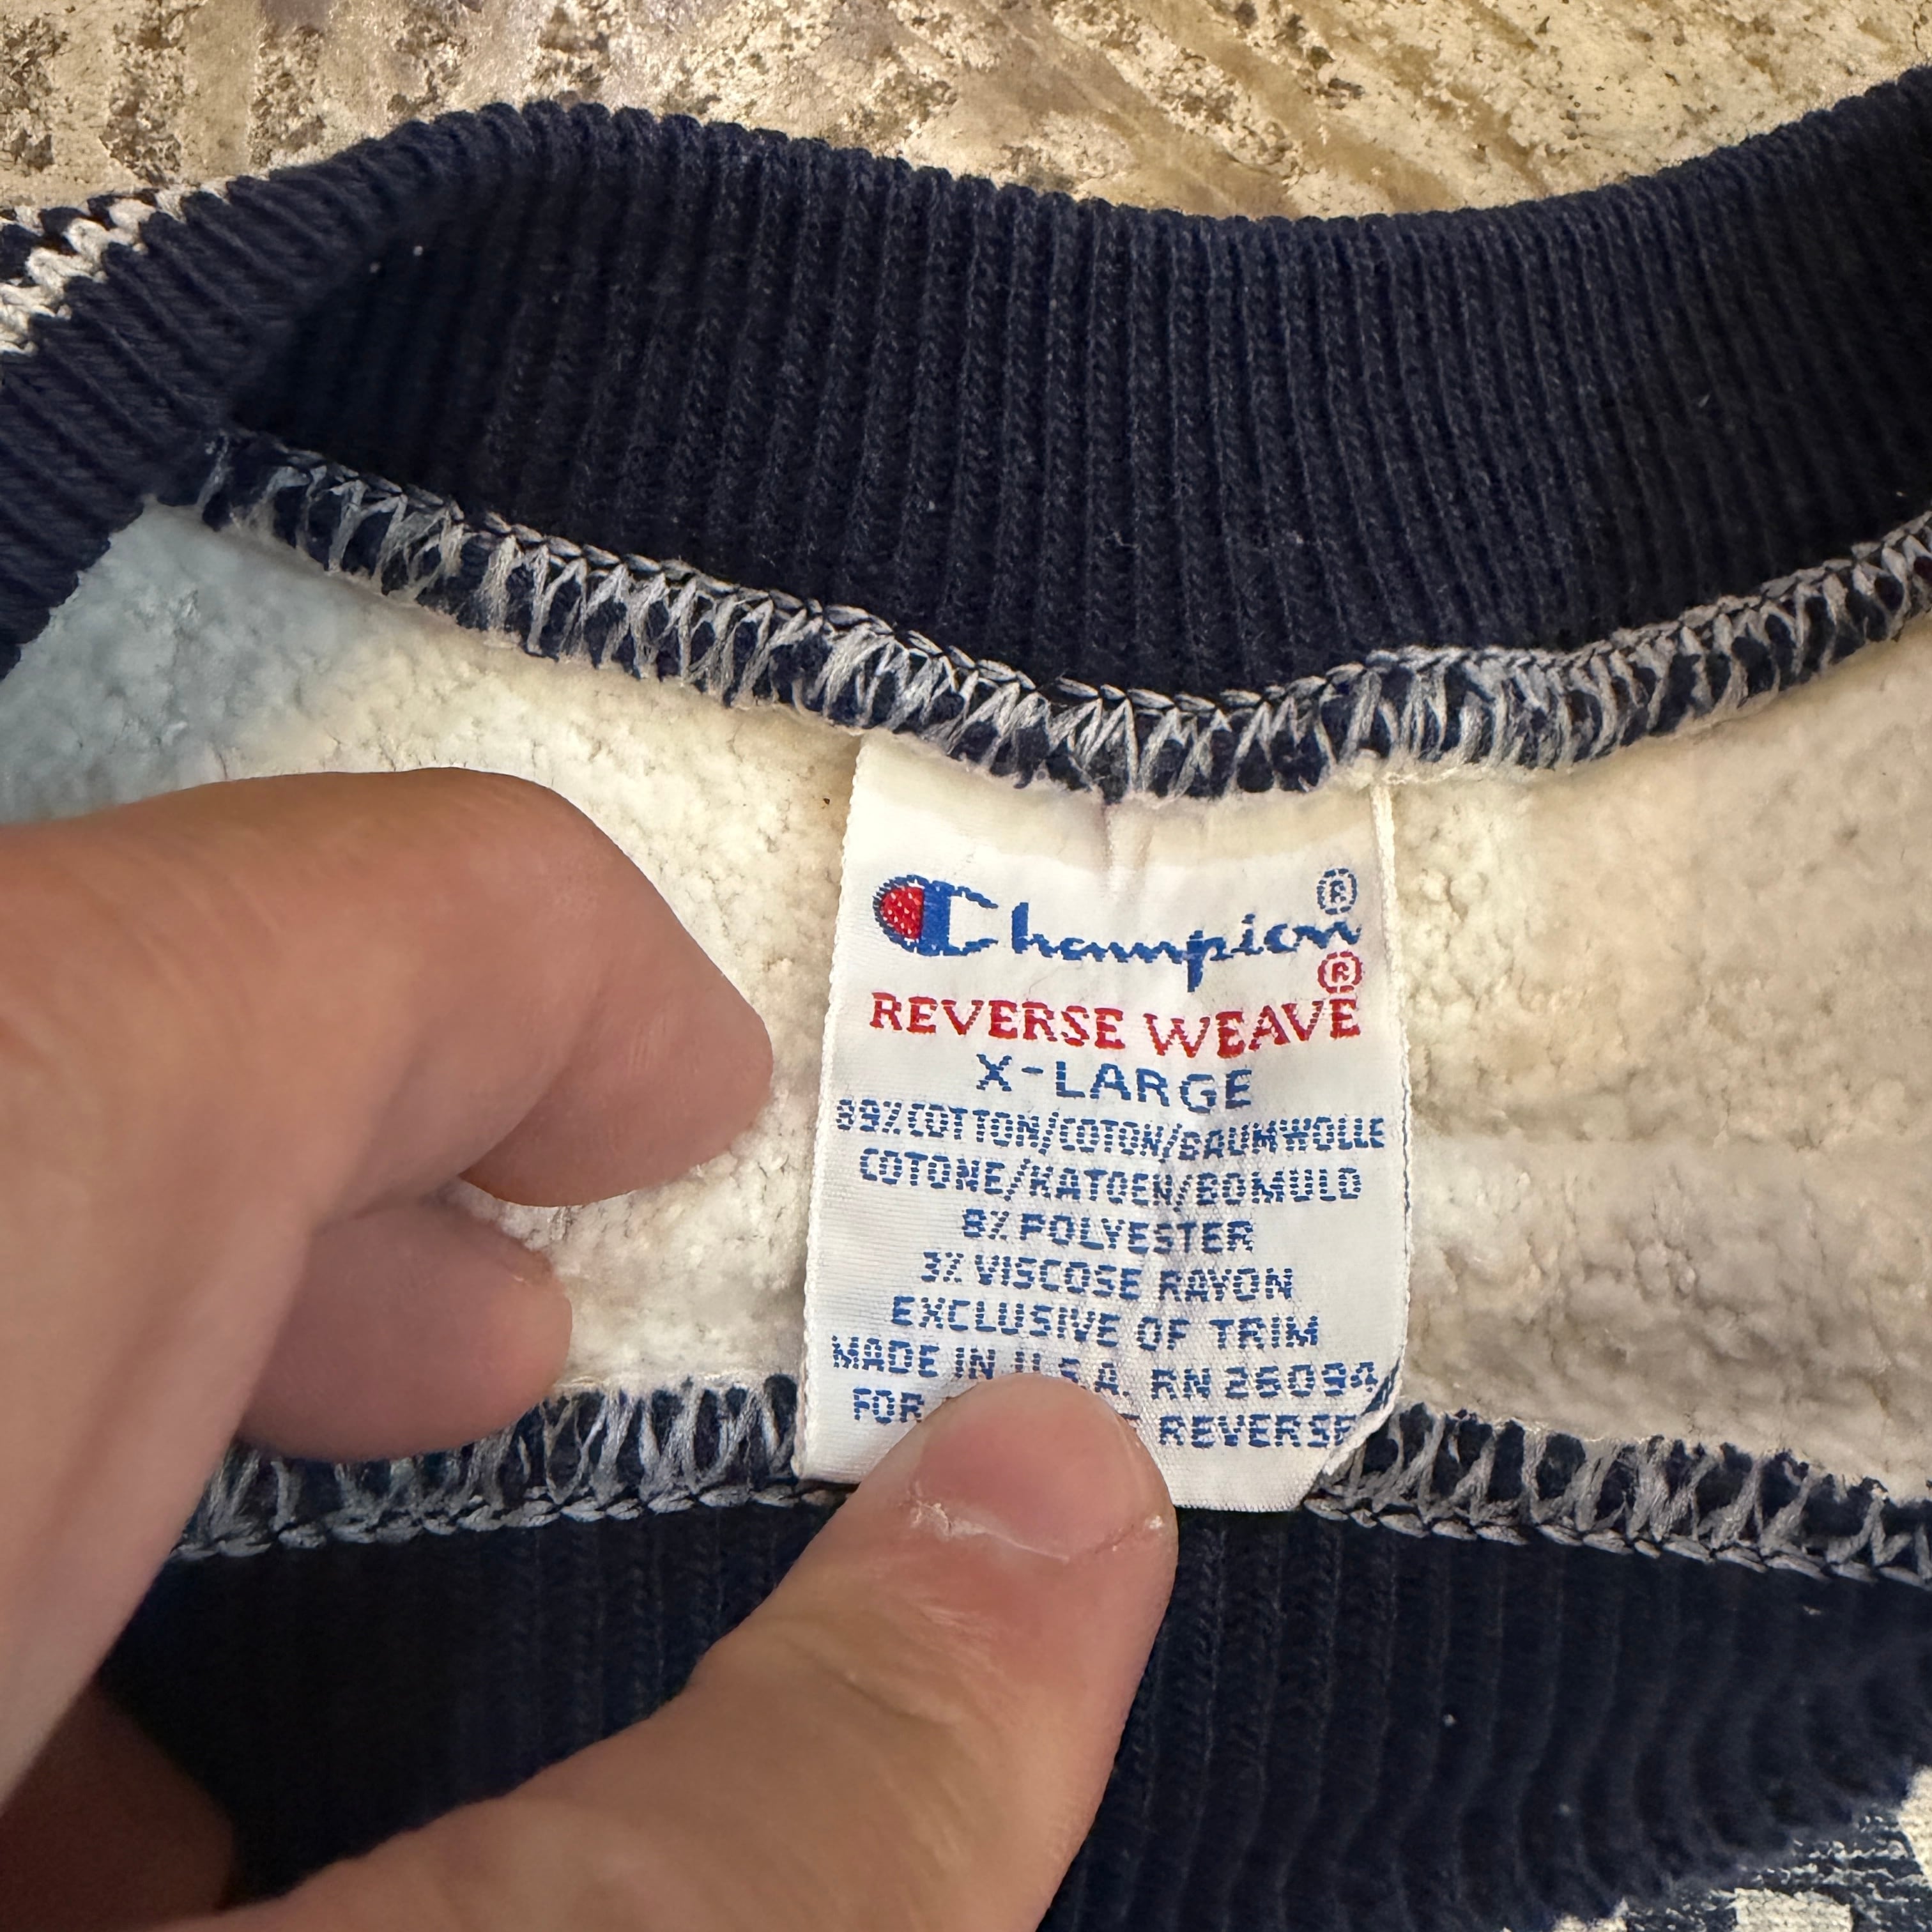 Champion®
REVERSE WEAVE®
X-LARGE
89% COTTON/COTON/BAUMWOLLE
COTONE/KATOEN/BOMULD
8% POLYESTER
3% VISCOSE RAYON
EXCLUSIVE OF TRIM
MADE IN U.S.A. RN 26094
FOR REVERSE